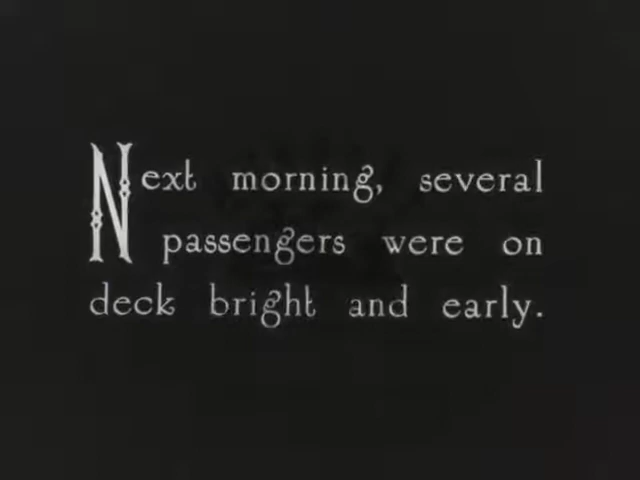 Next morning, several
passengers were on
deck bright and early.